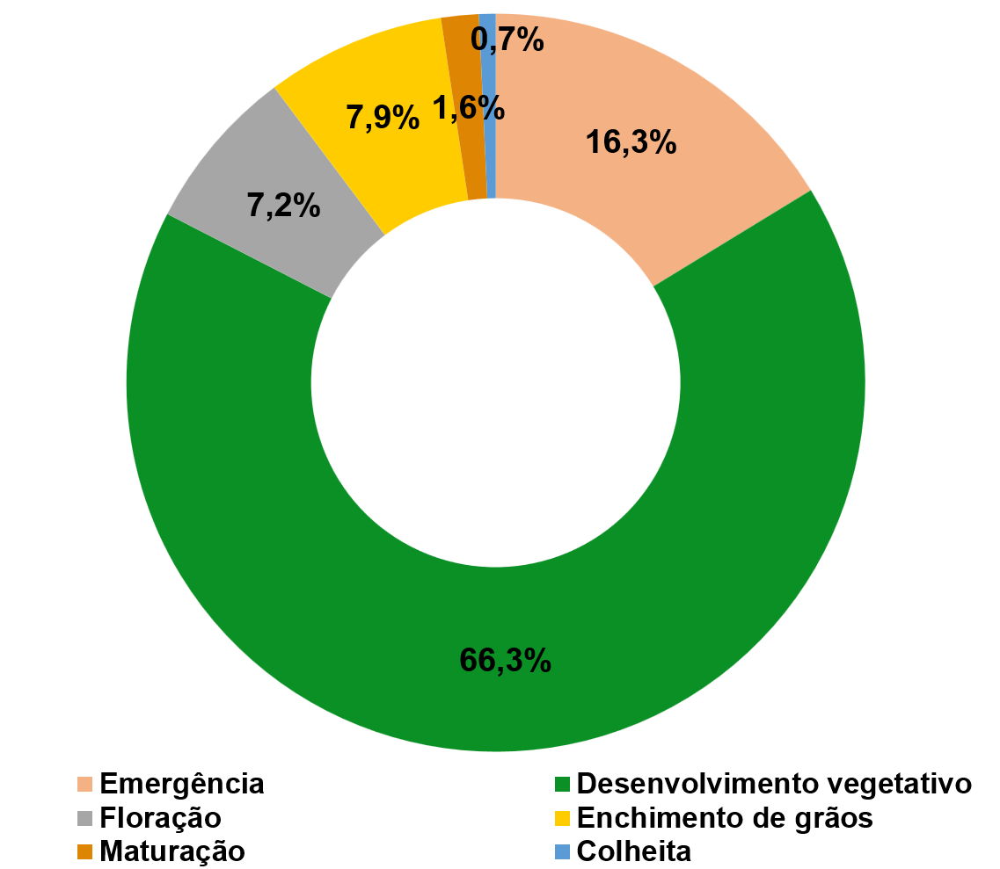 0,7%
1,6%
7,9%
16,3%
7,2%
66,3%
Emergência
Desenvolvimento vegetativo
Floração
Enchimento de grãos
Maturação
Colheita